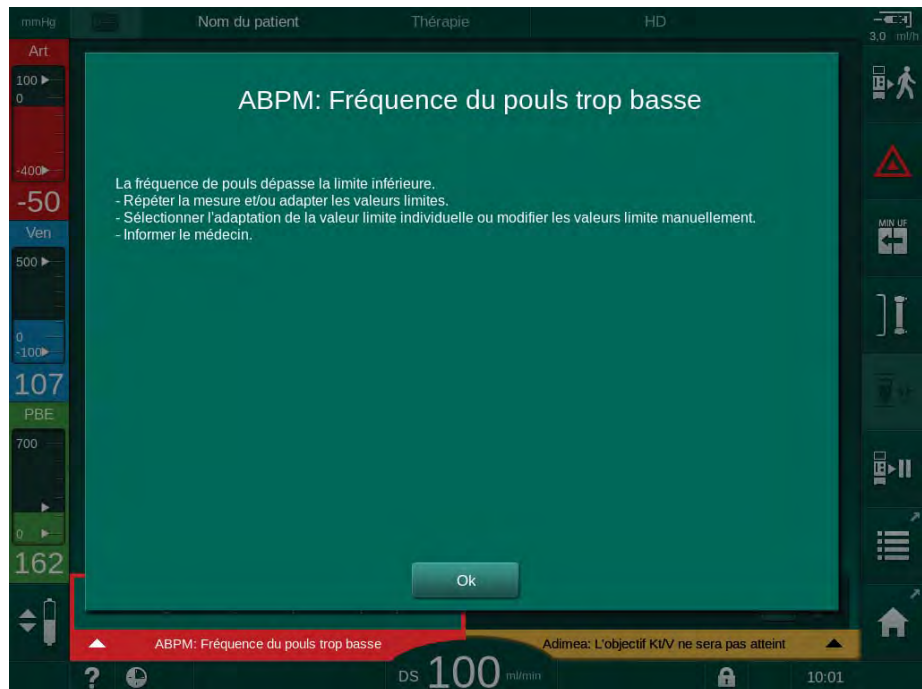 mmHg
Nom du patient
Thérapie
HD
3,0 ml/h
Art
100
0
-400
-50
Ven
500
0
-100
107
PBE
700
0
162
ABPM: Fréquence du pouls trop basse
La fréquence de pouls dépasse la limite inférieure.
- Répéter la mesure et/ou adapter les valeurs limites.
- Sélectionner l'adaptation de la valeur limite individuelle ou modifier les valeurs limite manuellement.
- Informer le médecin.
Ok
MIN UF
ABPM: Fréquence du pouls trop basse
Adimea: L'objectif Kt/V ne sera pas atteint
?
DS 100 ml/min
10:01